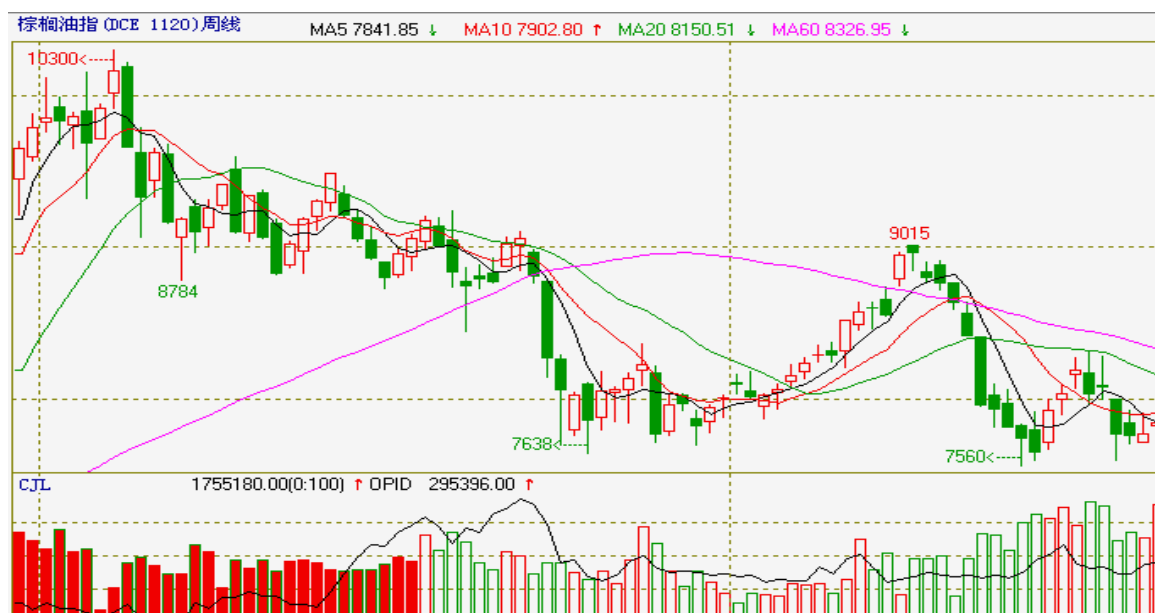 棕榈油指(DCE 1120)周线 MA5 7841.85 ↓ MA10 7902.80 ↑ MA20 8150.51 ↓ MA60 8326.95 ↓
10300<
9015
8784
7638<
7560<
CJL 1755180.00(0:100) ↑ OPID 295396.00 ↑